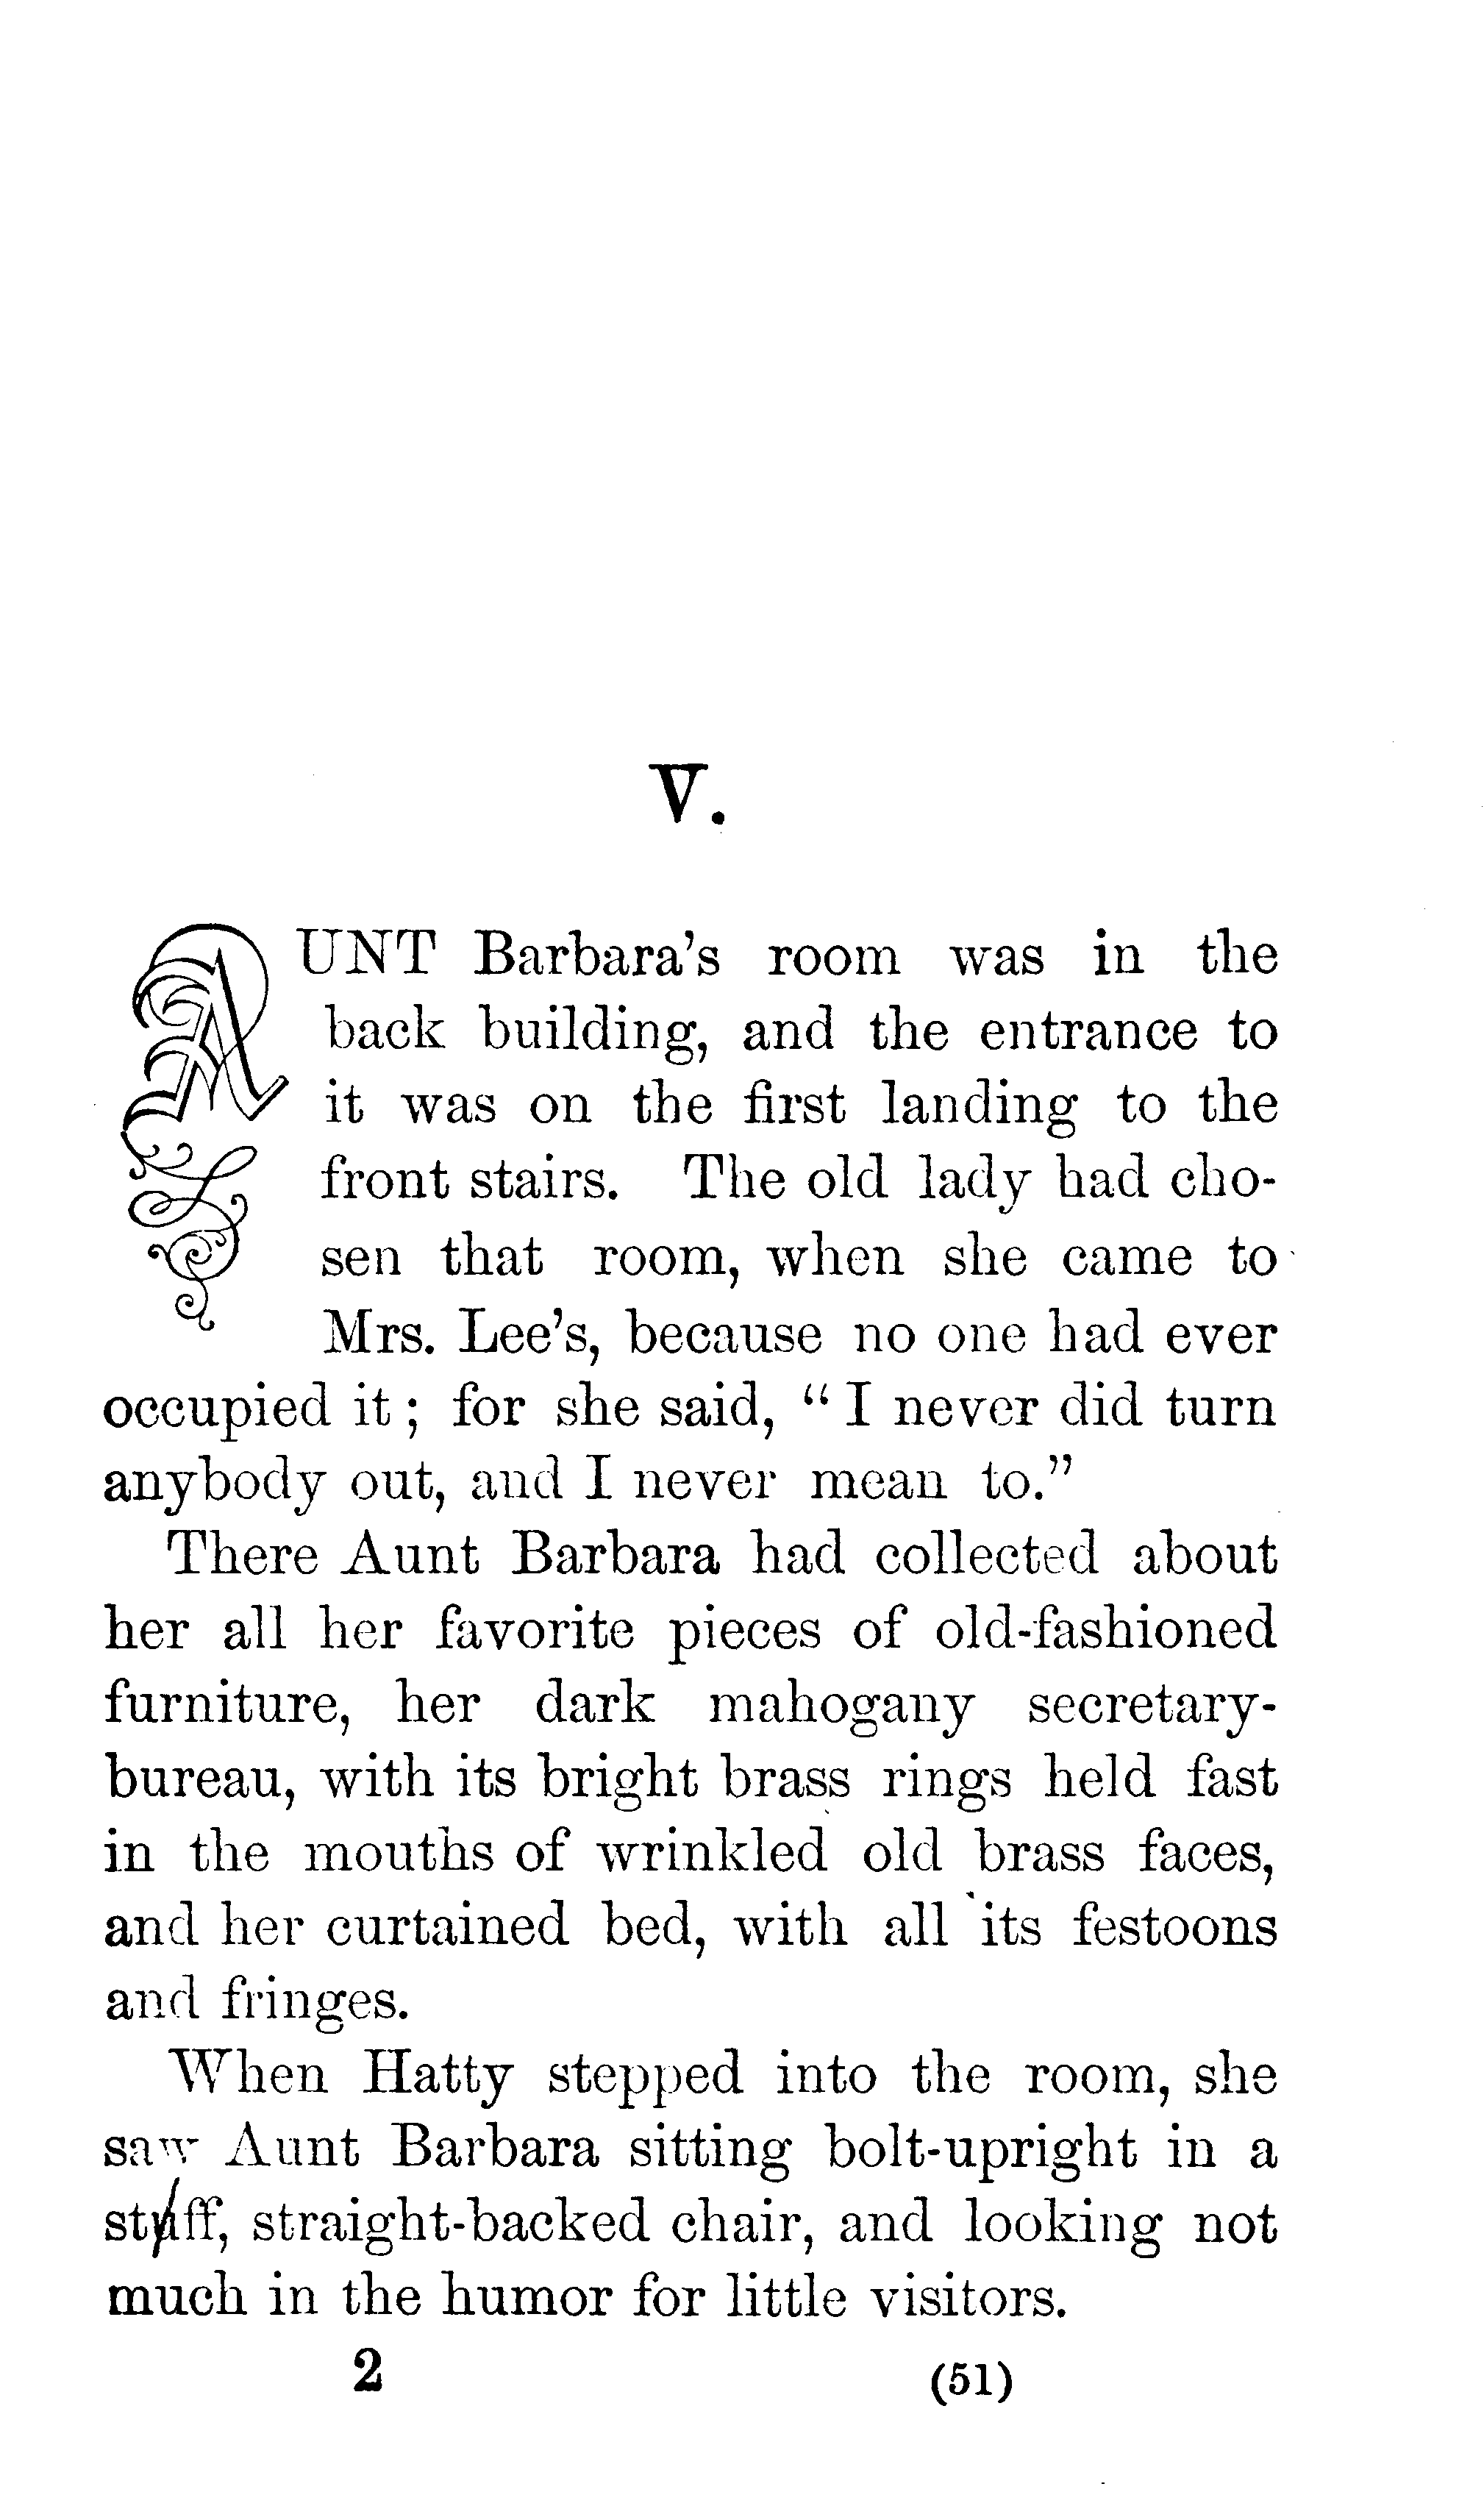 V.
AUNT Barbara's room was in the
back building, and the entrance to
it was on the first landing to the
front stairs. The old lady had cho-
sen that room, when she came to
Mrs. Lee's, because no one had ever
occupied it; for she said, "I never did turn
anybody out, and I never mean to."
There Aunt Barbara had collected about
her all her favorite pieces of old-fashioned
furniture, her dark mahogany secretary-
bureau, with its bright brass rings held fast
in the mouths of wrinkled old brass faces,
and her curtained bed, with all its festoons
and fringes.
When Hatty stepped into the room, she
saw Aunt Barbara sitting bolt-upright in a
stiff, straight-backed chair, and looking not
much in the humor for little visitors.
2 (51)